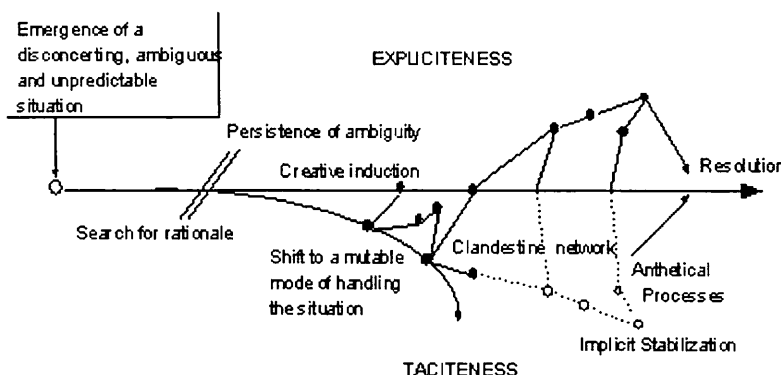 Emergence of a
disconcerting, ambiguous
and unpredictable
situation
EXPLICITENESS
Persistence of ambiguity
Creative induction
Resolution
Search for rationale
Shift to a mutable
mode of handling
the situation
Clandestine network
Anthetical
Processes
Implicit Stabilization
TACITENESS